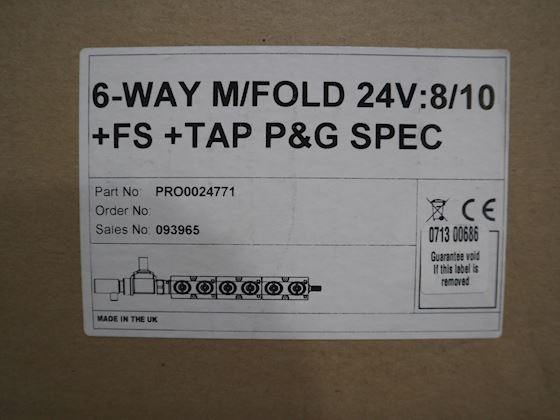 6-WAY M/FOLD 24V:8/10
+FS +TAP P&G SPEC
Part No: PRO0024771
Order No:
Sales No: 093965
CE
0713 00686
Guarantee void
If this label is
removed
MADE IN THE UK